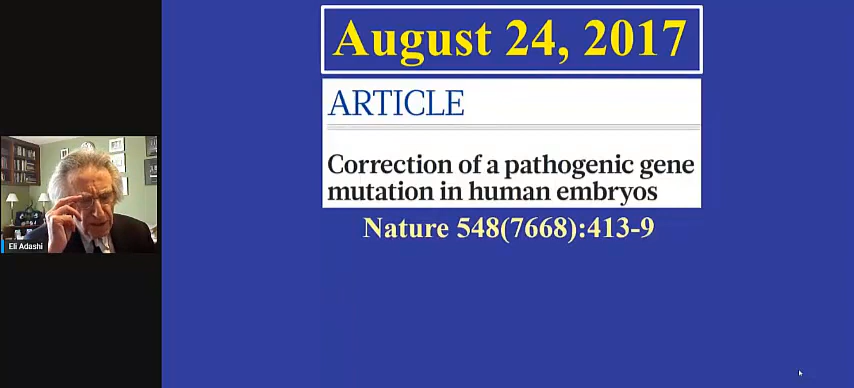 August 24, 2017
ARTICLE
Correction of a pathogenic gene
mutation in human embryos
Nature 548(7668):413-9
Eli Adashi